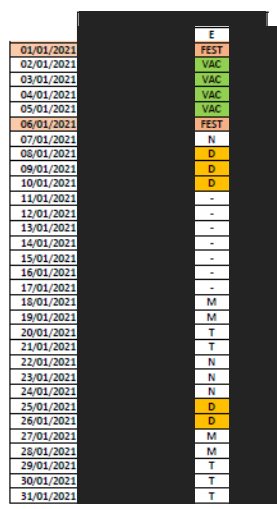 E
01/01/2021 FEST
02/01/2021 VAC
03/01/2021 VAC
04/01/2021 VAC
05/01/2021 VAC
06/01/2021 FEST
07/01/2021 N
08/01/2021 D
09/01/2021 D
10/01/2021 D
11/01/2021 -
12/01/2021 -
13/01/2021 -
14/01/2021 -
15/01/2021 -
16/01/2021 -
17/01/2021 -
18/01/2021 M
19/01/2021 M
20/01/2021 T
21/01/2021 T
22/01/2021 N
23/01/2021 N
24/01/2021 N
25/01/2021 D
26/01/2021 D
27/01/2021 M
28/01/2021 M
29/01/2021 T
30/01/2021 T
31/01/2021 T